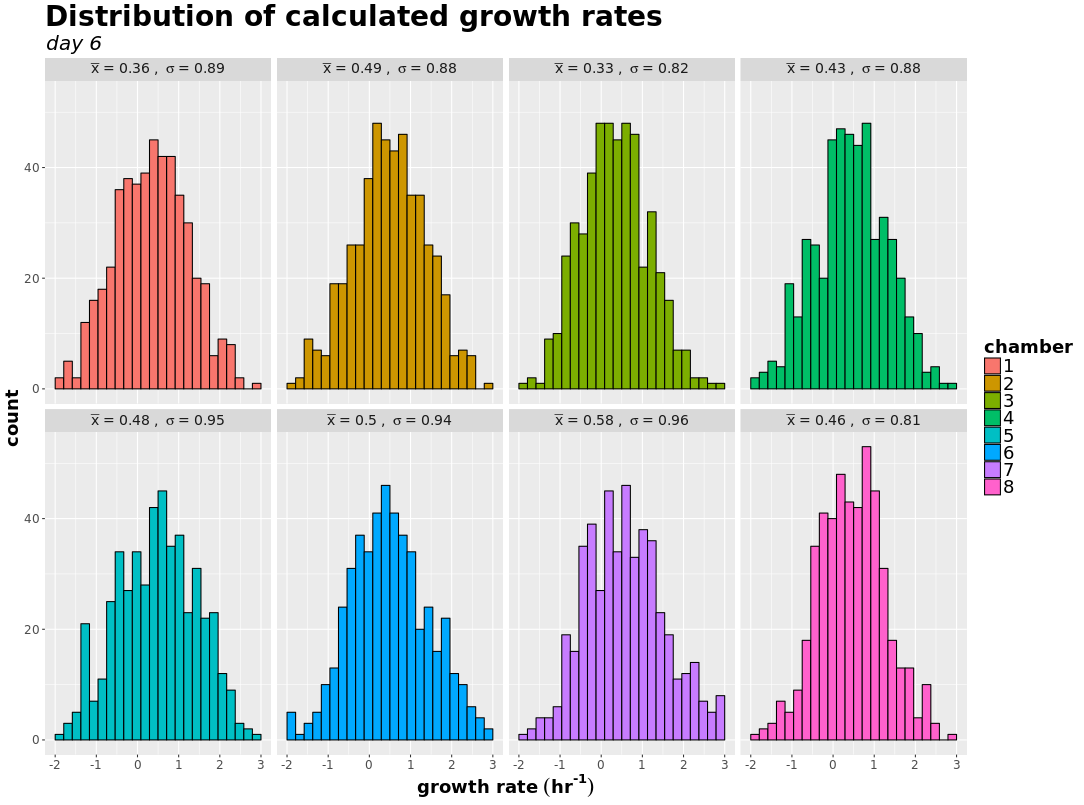 Distribution of calculated growth rates
day 6
x̅ = 0.36 , σ = 0.89
x̅ = 0.49 , σ = 0.88
x̅ = 0.33 , σ = 0.82
x̅ = 0.43 , σ = 0.88
40
20
0
x̅ = 0.48 , σ = 0.95
x̅ = 0.5 , σ = 0.94
x̅ = 0.58 , σ = 0.96
x̅ = 0.46 , σ = 0.81
40
20
0
-2 -1 0 1 2 3
-2 -1 0 1 2 3
-2 -1 0 1 2 3
-2 -1 0 1 2 3
growth rate (hr⁻¹)
count
chamber
1
2
3
4
5
6
7
8